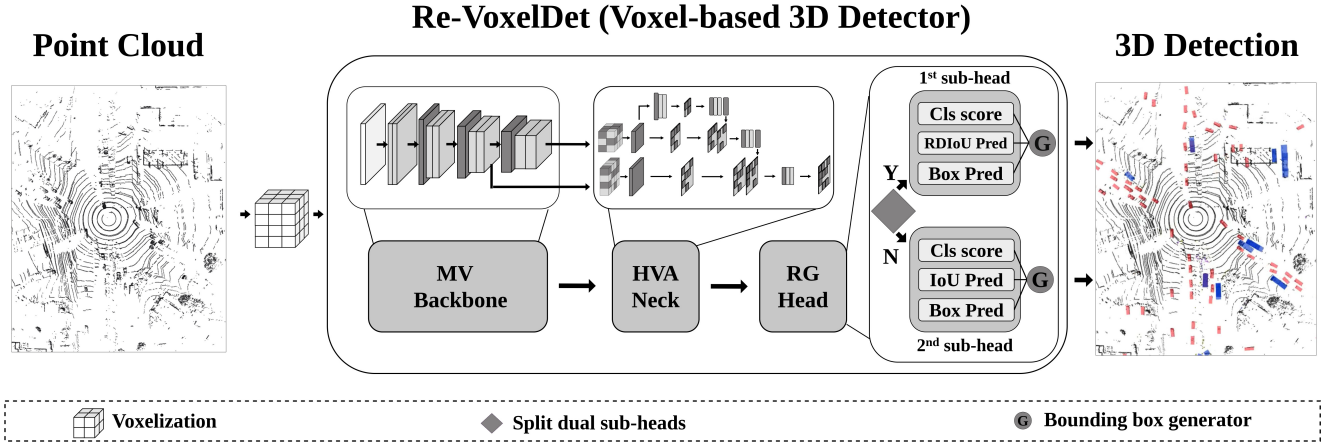 Re-VoxelDet (Voxel-based 3D Detector)
Point Cloud
3D Detection
1st sub-head
Cls score
RDIoU Pred
Box Pred
G
Y
N
Cls score
IoU Pred
Box Pred
G
2nd sub-head
MV
Backbone
HVA
Neck
RG
Head
Voxelization
Split dual sub-heads
G
Bounding box generator